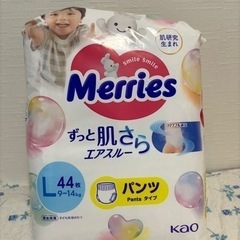 肌研究
生まれ
smile smile
Merries
ずっと肌さら
エアスルー
L 44枚
9~14kg
パンツ
Pants タイプ
Kao